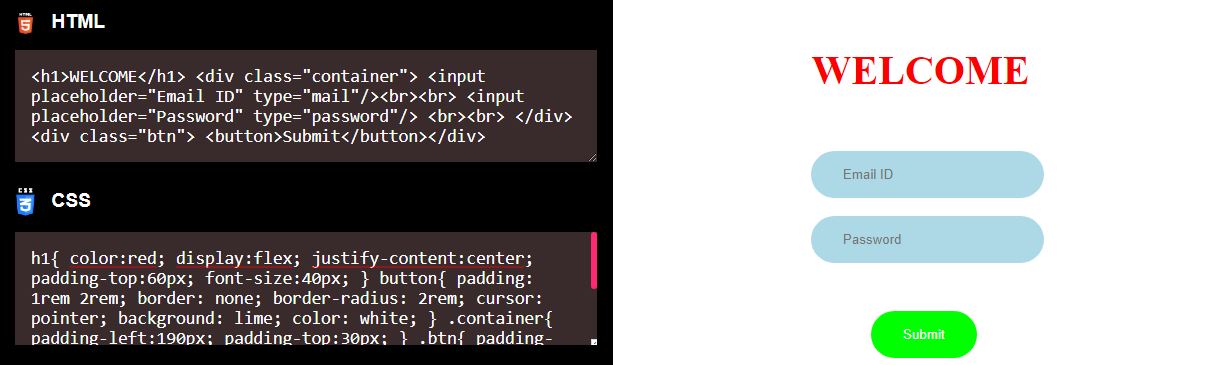 HTML
HTML
<h1>WELCOME</h1> <div class="container"> <input
placeholder="Email ID" type="mail"/><br><br> <input
placeholder="Password" type="password"/> <br><br> </div>
<div class="btn"> <button>Submit</button></div>
CSS
CSS
h1{ color:red; display:flex; justify-content:center;
padding-top:60px; font-size:40px; } button{ padding:
1rem 2rem; border: none; border-radius: 2rem; cursor:
pointer; background: lime; color: white; } .container{
padding-left:190px; padding-top:30px; } .btn{ padding-
WELCOME
Email ID
Password
Submit